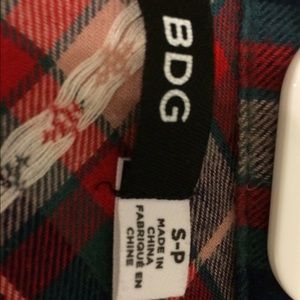 BDG
S-P
MADE IN
CHINA
FABRIQUÉ EN
CHINE